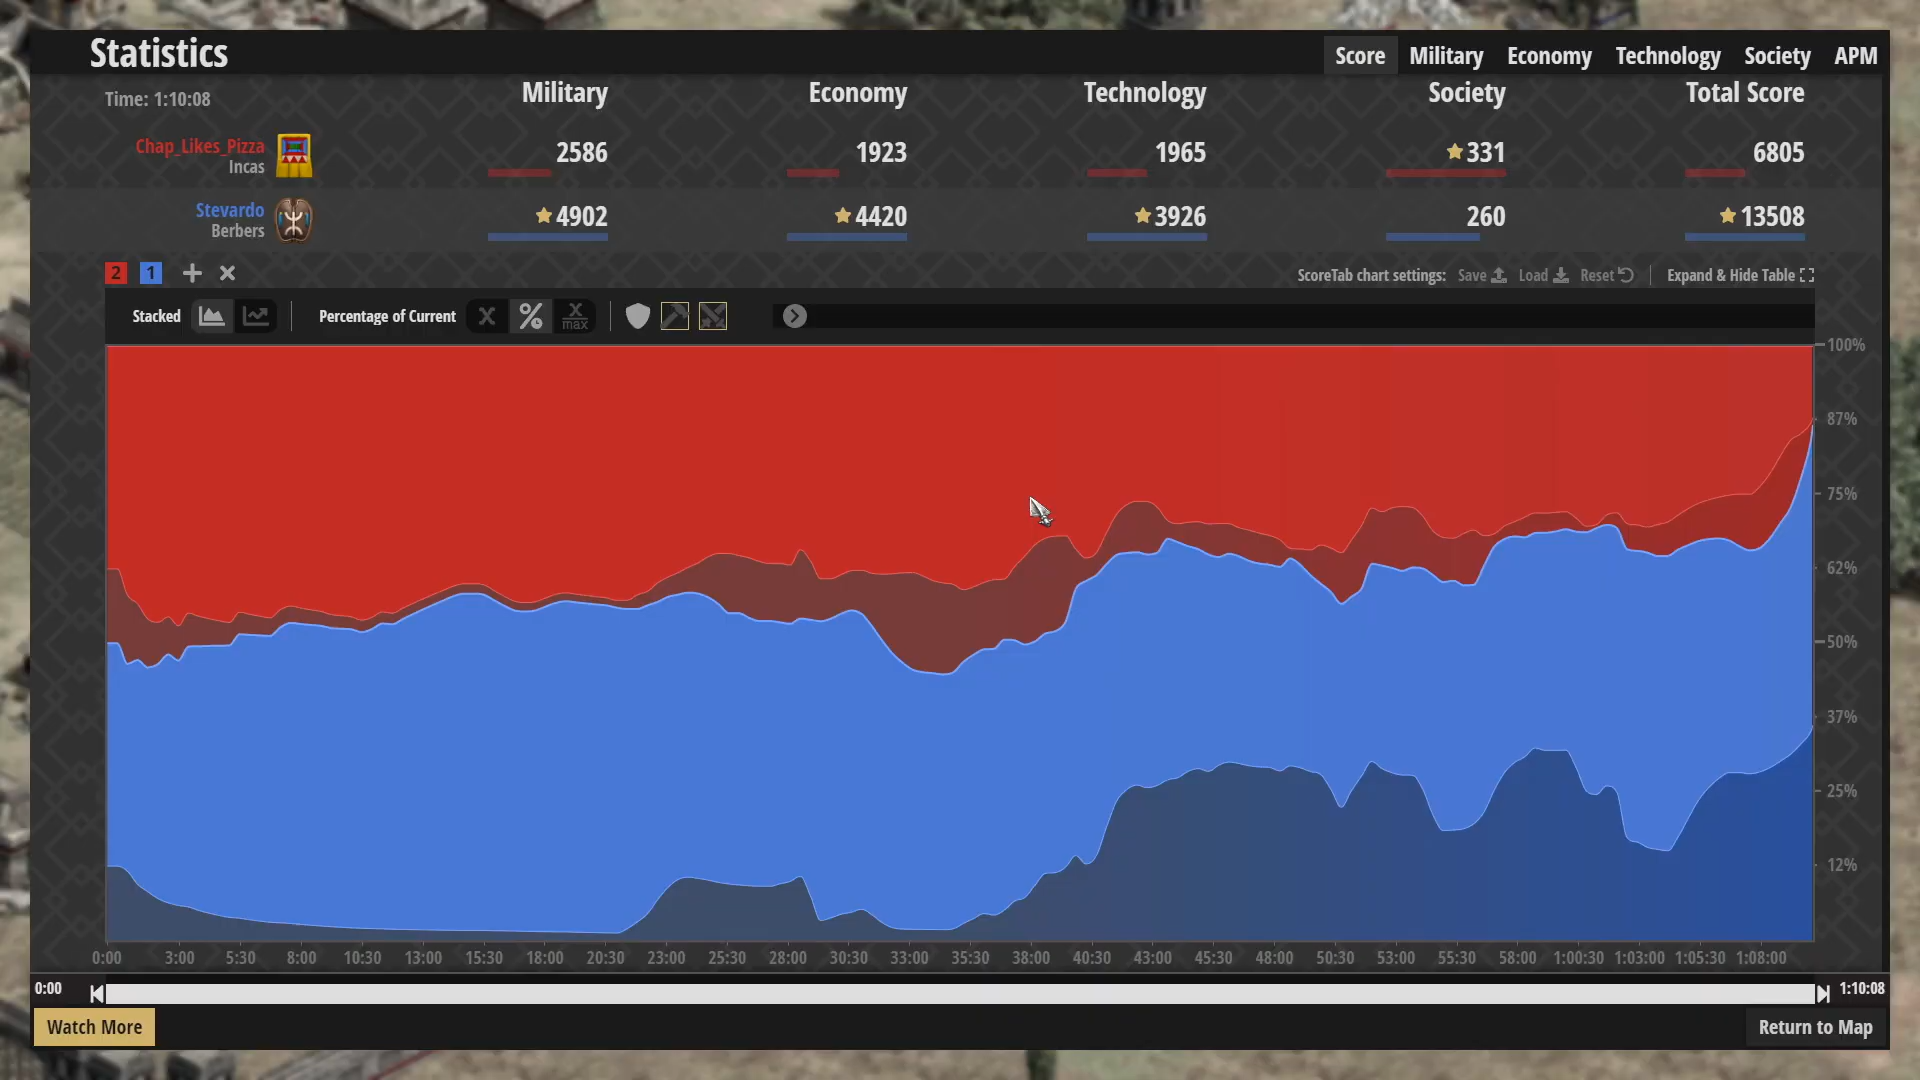 Statistics
Score Military Economy Technology Society APM
Time: 1:10:08
Military Economy Technology Society Total Score
Chap_Likes_Pizza
Incas
2586 1923 1965 331 6805
Stevardo
Berbers
4902 4420 3926 260 13508
2 1
ScoreTab chart settings: Save Load Reset Expand & Hide Table
Stacked Percentage of Current X % X max
100%
87%
75%
62%
50%
37%
25%
12%
0:00 3:00 5:30 8:00 10:30 13:00 15:30 18:00 20:30 23:00 25:30 28:00 30:30 33:00 35:30 38:00 40:30 43:00 45:30 48:00 50:30 53:00 55:30 58:00 1:00:30 1:03:00 1:05:30 1:08:00
0:00 1:10:08
Watch More Return to Map